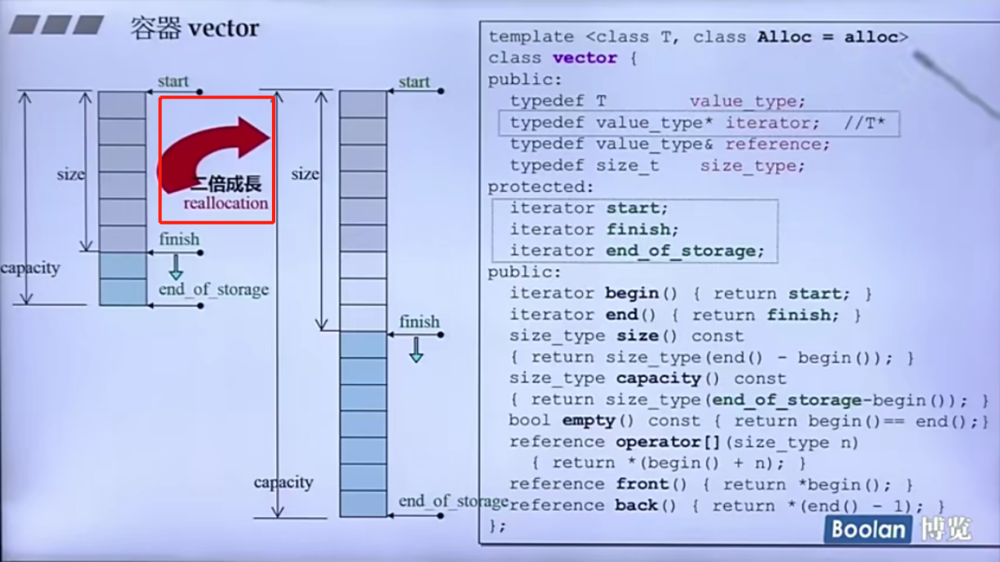 容器 vector
start
size
capacity
二倍成長
reallocation
finish
end_of_storage
start
size
finish
capacity
end_of_storage
template <class T, class Alloc = alloc>
class vector {
public:
typedef T value_type;
typedef value_type* iterator; //T*
typedef value_type& reference;
typedef size_t size_type;
protected:
iterator start;
iterator finish;
iterator end_of_storage;
public:
iterator begin() { return start; }
iterator end() { return finish; }
size_type size() const
{ return size_type(end() - begin()); }
size_type capacity() const
{ return size_type(end_of_storage-begin()); }
bool empty() const { return begin()== end();}
reference operator[](size_type n)
{ return *(begin() + n); }
reference front() { return *begin(); }
reference back() { return *(end() - 1); }
};
Boolan 博览